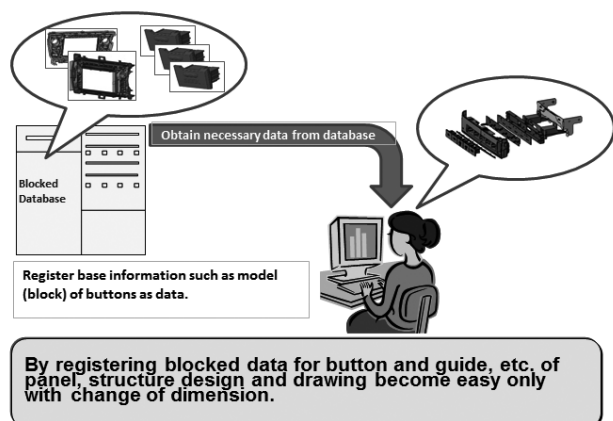 Obtain necessary data from database
Blocked
Database
Register base information such as model
(block) of buttons as data.
By registering blocked data for button and guide, etc. of
panel, structure design and drawing become easy only
with change of dimension.